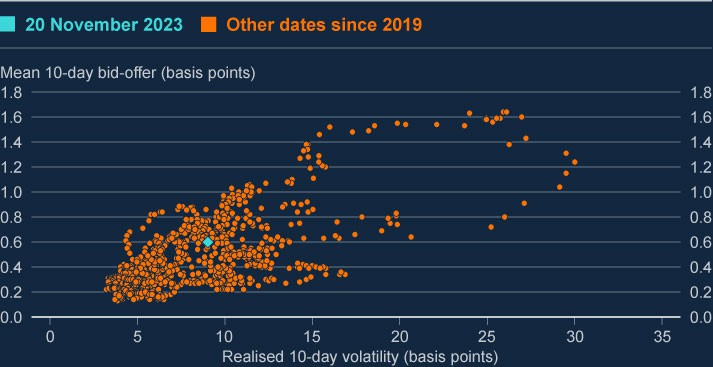 20 November 2023 Other dates since 2019
Mean 10-day bid-offer (basis points)
1.8 1.8
1.6 1.6
1.4 1.4
1.2 1.2
1.0 1.0
0.8 0.8
0.6 0.6
0.4 0.4
0.2 0.2
0.0 0.0
0 5 10 15 20 25 30 35
Realised 10-day volatility (basis points)